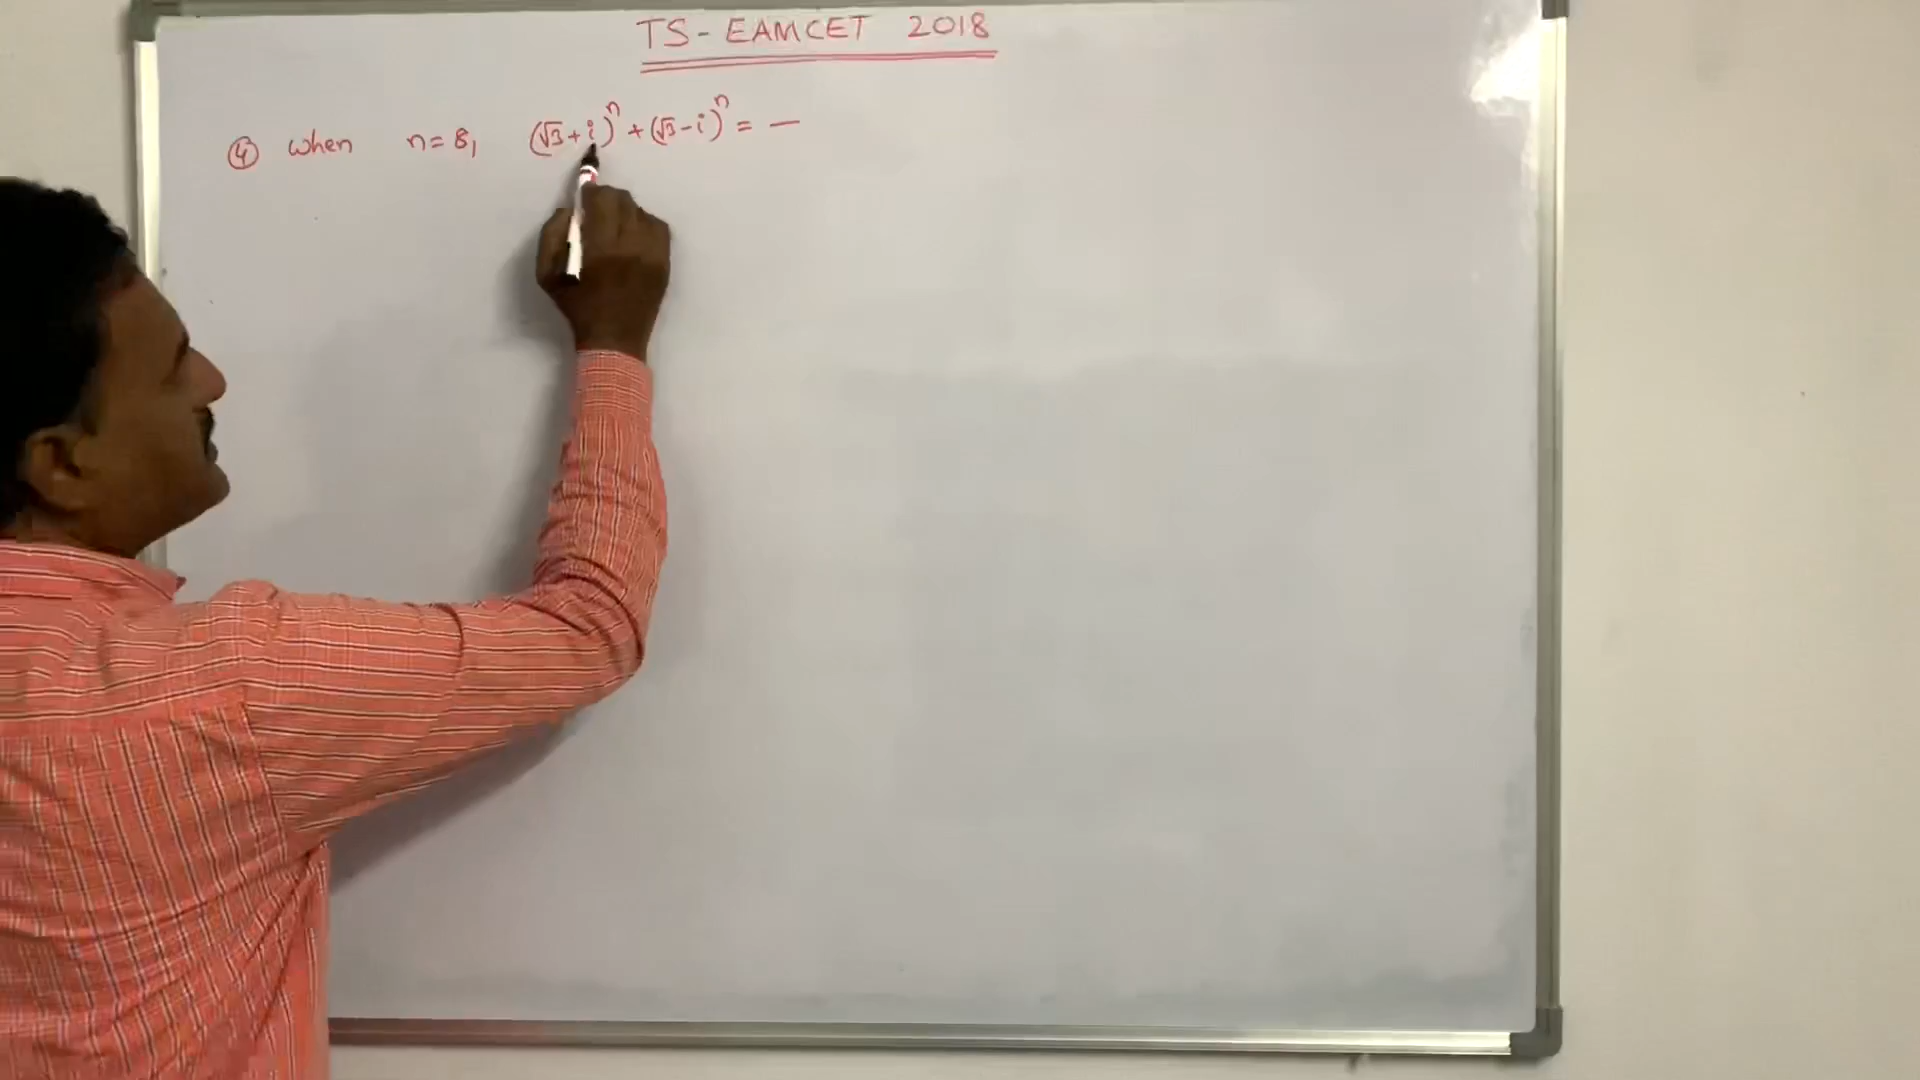 TS-EAMCET 2018
④ When n=8, (√3+i)ⁿ+(√3-i)ⁿ = —